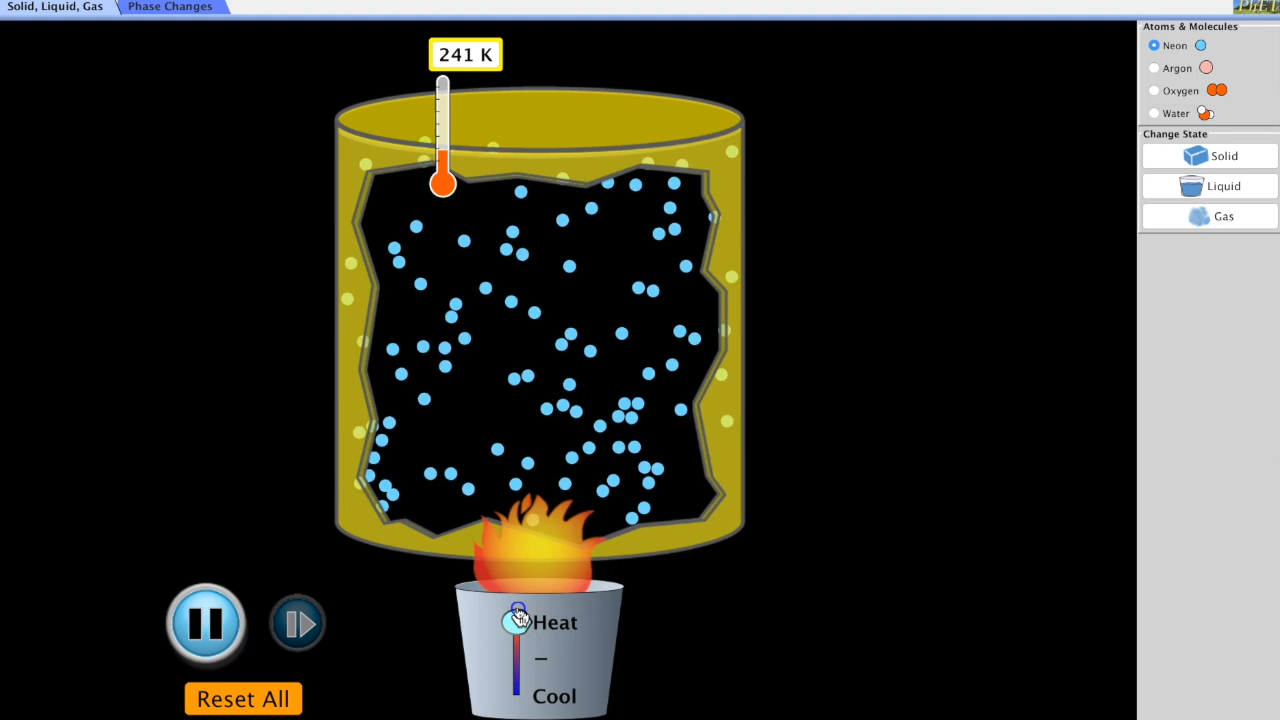 Solid, Liquid, Gas
Phase Changes
PhET
241 K
Atoms & Molecules
Neon
Argon
Oxygen
Water
Change State
Solid
Liquid
Gas
Heat
Cool
Reset All